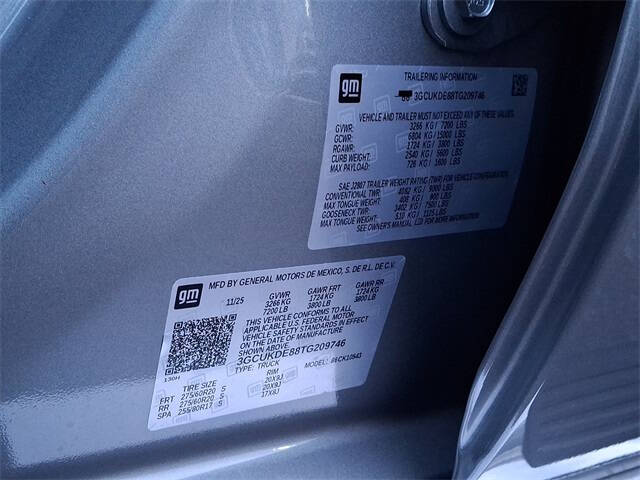 gm
TRAILERING INFORMATION
3GCUKDE88TG209746
VEHICLE AND TRAILER MUST NOT EXCEED ANY OF THESE VALUES:
GVWR: 3266 KG / 7200 LBS
GCWR: 6804 KG / 15000 LBS
RGAWR: 1724 KG / 3800 LBS
CURB WEIGHT: 2540 KG / 5600 LBS
MAX PAYLOAD: 726 KG / 1600 LBS
SAE J2807 TRAILER WEIGHT RATING (TWR) FOR VEHICLE CONFIGURATION.
CONVENTIONAL TWR: 4082 KG / 9000 LBS
MAX TONGUE WEIGHT: 408 KG / 900 LBS
GOOSENECK TWR: 3402 KG / 7500 LBS
MAX TONGUE WEIGHT: 510 KG / 1125 LBS
SEE OWNER'S MANUAL FOR MORE INFORMATION
gm
MFD BY GENERAL MOTORS DE MEXICO, S. DE R.L. DE C.V.
11/25 GVWR GAWR FRT GAWR RR
3266 KG 1724 KG 1724 KG
7200 LB 3800 LB 3800 LB
THIS VEHICLE CONFORMS TO ALL
APPLICABLE U.S. FEDERAL MOTOR
VEHICLE SAFETY STANDARDS IN EFFECT
ON THE DATE OF MANUFACTURE
SHOWN ABOVE.
3GCUKDE88TG209746
TYPE: TRUCK MODEL: 86CK10543
TIRE SIZE RIM
FRT 275/60R20 S 20X9J
RR 275/60R20 S 20X9J
SPA 255/80R17 S 17X8J